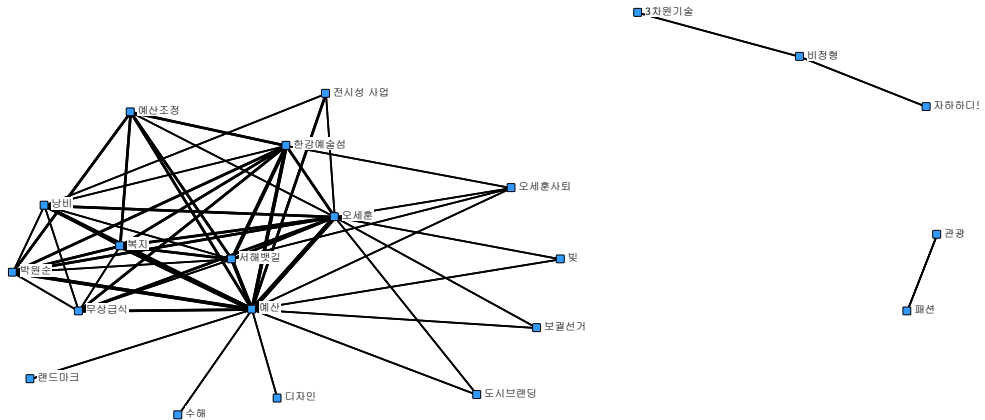 3차원기술
비정형
전시성 사업
예산조정
한강예술섬
오세훈사퇴
낭비
오세훈
관광
복지
서해뱃길
빚
박원순
무상급식
예산
패션
보궐선거
랜드마크
디자인
도시브랜딩
수해